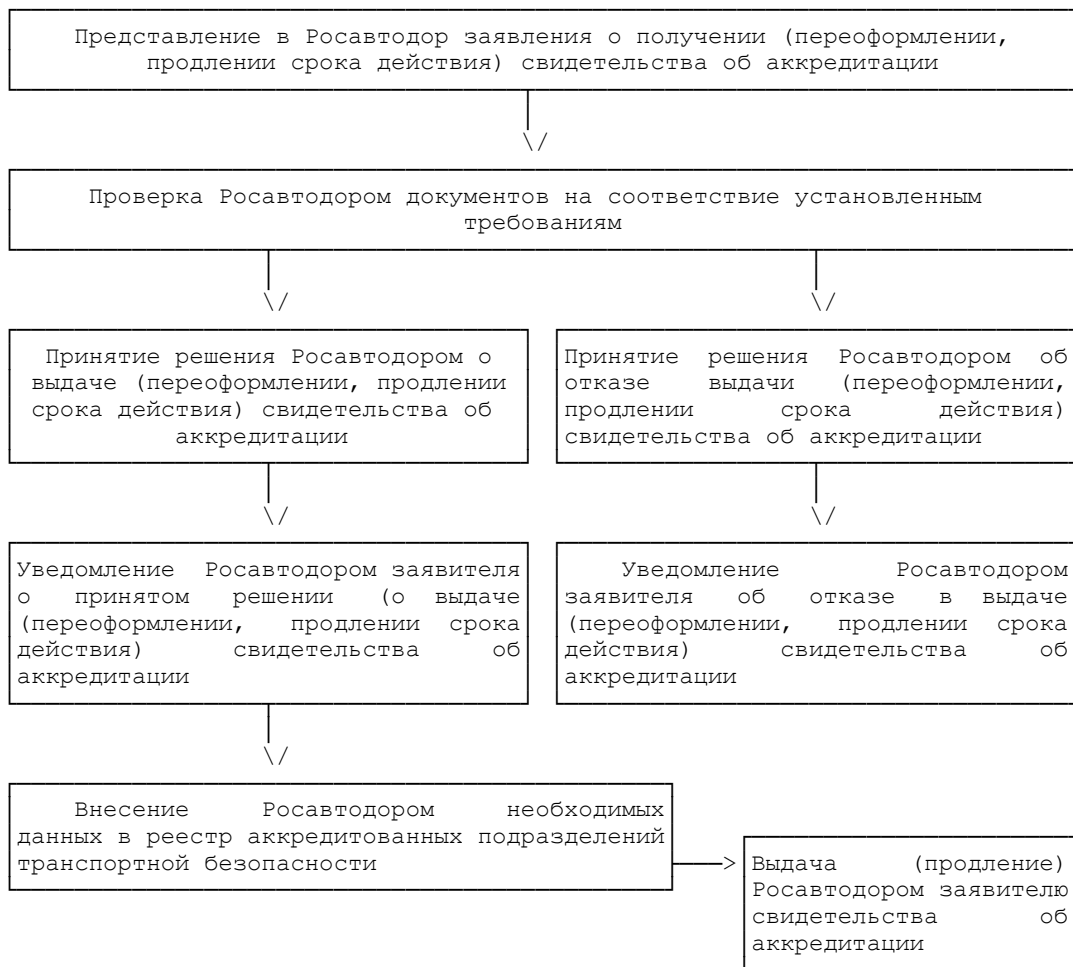 Представление в Росавтодор заявления о получении (переоформлении,
продлении срока действия) свидетельства об аккредитации
Проверка Росавтодором документов на соответствие установленным
требованиям
Принятие решения Росавтодором о
выдаче (переоформлении, продлении
срока действия) свидетельства об
аккредитации
Принятие решения Росавтодором об
отказе выдачи (переоформлении,
продлении срока действия)
свидетельства об аккредитации
Уведомление Росавтодором заявителя
о принятом решении (о выдаче
(переоформлении, продлении срока
действия) свидетельства об
аккредитации
Уведомление Росавтодором
заявителя об отказе в выдаче
(переоформлении, продлении срока
действия) свидетельства об
аккредитации
Внесение Росавтодором необходимых
данных в реестр аккредитованных подразделений
транспортной безопасности
Выдача (продление)
Росавтодором заявителю
свидетельства об
аккредитации